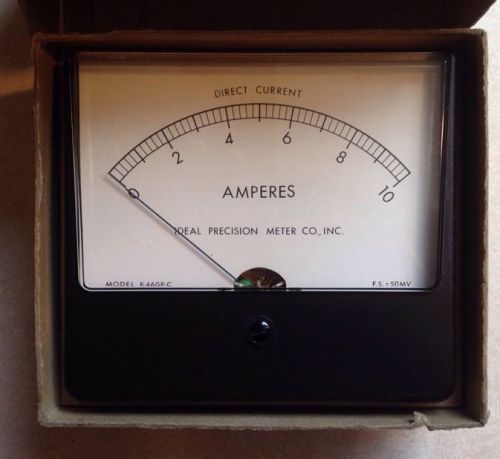 DIRECT CURRENT
0 2 4 6 8 10
AMPERES
IDEAL PRECISION METER CO., INC.
MODEL K460P-C F.S. = 50MV